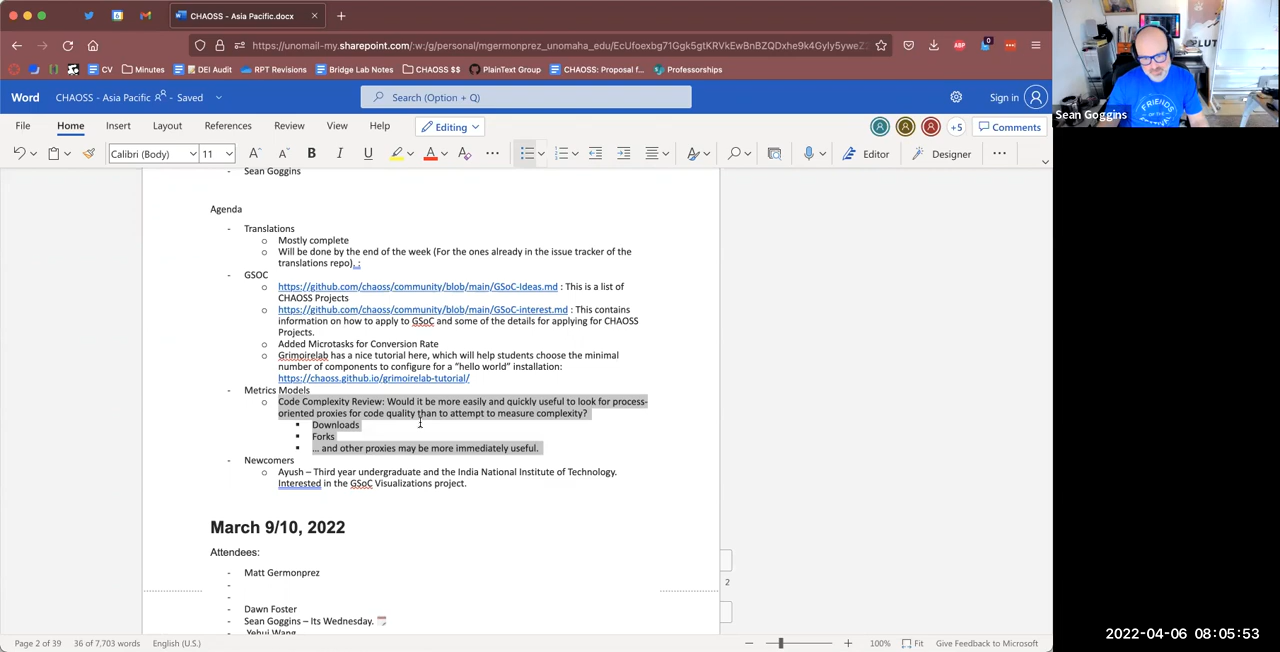 CHAOSS - Asia Pacific.docx
https://unomail-my.sharepoint.com/:w:/g/personal/mgermonprez_unomaha_edu/EcUfoexbg71Ggk5gtKRVkEwBnBZQDxhe9k4Gyly5yweZ
CV Minutes DEI Audit RPT Revisions Bridge Lab Notes CHAOSS $$ PlainText Group CHAOSS: Proposal f... Professorships
Word CHAOSS - Asia Pacific - Saved Search (Option + Q) Sign in
File Home Insert Layout References Review View Help Editing +5 Comments
Calibri (Body) 11 B I U Editor Designer
- Sean Goggins
Agenda
- Translations
o Mostly complete
o Will be done by the end of the week (For the ones already in the issue tracker of the
translations repo). :
- GSOC
o https://github.com/chaoss/community/blob/main/GSoC-Ideas.md : This is a list of
CHAOSS Projects
o https://github.com/chaoss/community/blob/main/GSoC-interest.md : This contains
information on how to apply to GSoC and some of the details for applying for CHAOSS
Projects.
o Added Microtasks for Conversion Rate
o Grimoirelab has a nice tutorial here, which will help students choose the minimal
number of components to configure for a “hello world” installation:
https://chaoss.github.io/grimoirelab-tutorial/
- Metrics Models
o Code Complexity Review: Would it be more easily and quickly useful to look for process-
oriented proxies for code quality than to attempt to measure complexity?
▪ Downloads
▪ Forks
▪ … and other proxies may be more immediately useful.
- Newcomers
o Ayush – Third year undergraduate and the India National Institute of Technology.
Interested in the GSoC Visualizations project.
March 9/10, 2022
Attendees:
- Matt Germonprez
-
-
- Dawn Foster
- Sean Goggins – Its Wednesday.
- Yehui Wang
2
Page 2 of 39 36 of 7,703 words English (U.S.) 100% Fit Give Feedback to Microsoft
Sean Goggins
2022-04-06 08:05:53